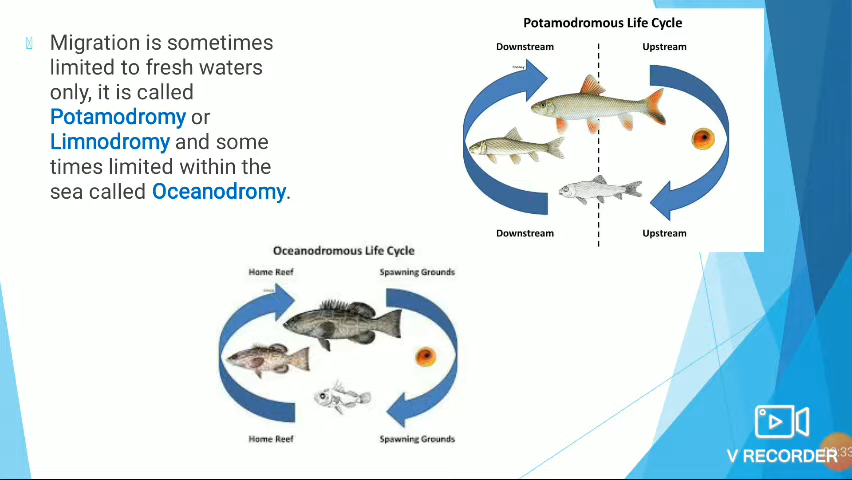 Migration is sometimes
limited to fresh waters
only, it is called
Potamodromy or
Limnodromy and some
times limited within the
sea called Oceanodromy.
Potamodromous Life Cycle
Downstream
Upstream
Downstream
Upstream
Oceanodromous Life Cycle
Home Reef
Spawning Grounds
Home Reef
Spawning Grounds
V RECORDER